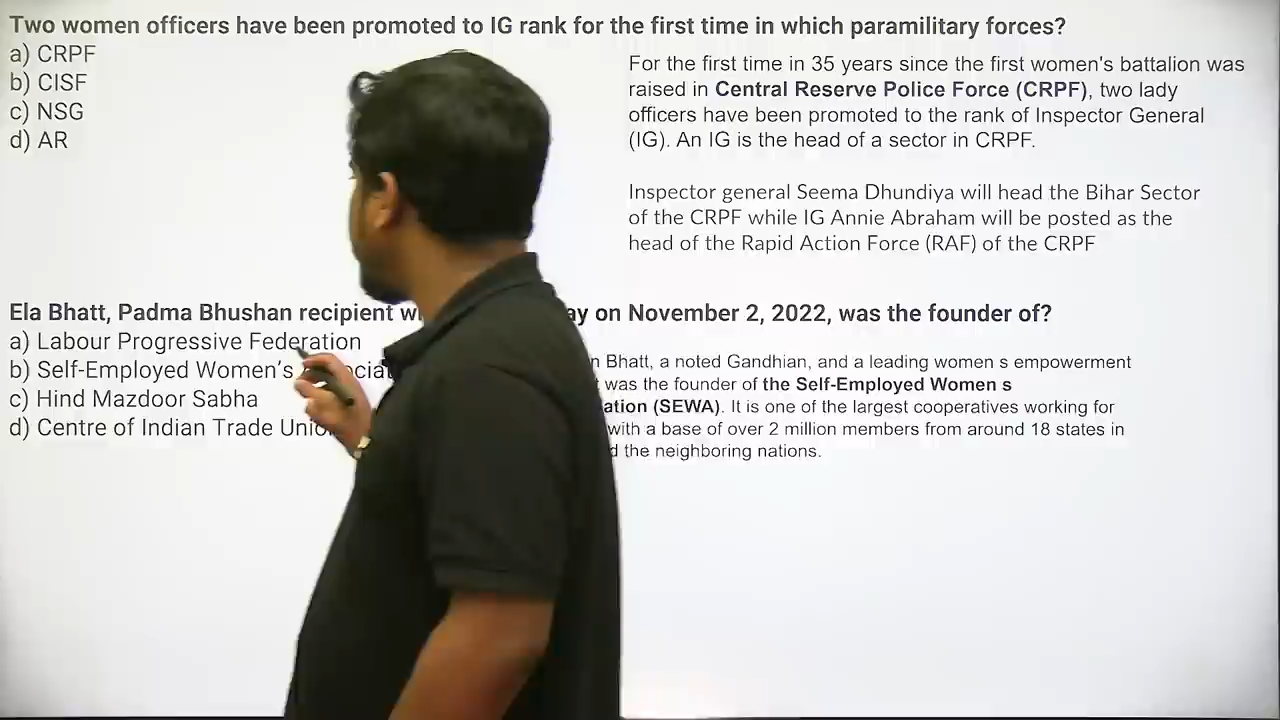 Two women officers have been promoted to IG rank for the first time in which paramilitary forces?
a) CRPF
b) CISF
c) NSG
d) AR
For the first time in 35 years since the first women's battalion was
raised in Central Reserve Police Force (CRPF), two lady
officers have been promoted to the rank of Inspector General
(IG). An IG is the head of a sector in CRPF.
Inspector general Seema Dhundiya will head the Bihar Sector
of the CRPF while IG Annie Abraham will be posted as the
head of the Rapid Action Force (RAF) of the CRPF
Ela Bhatt, Padma Bhushan recipient on November 2, 2022, was the founder of?
a) Labour Progressive Federation
b) Self-Employed Women's
c) Hind Mazdoor Sabha
d) Centre of Indian Trade
Bhatt, a noted Gandhian, and a leading women s empowerment
was the founder of the Self-Employed Women s
(SEWA). It is one of the largest cooperatives working for
with a base of over 2 million members from around 18 states in
the neighboring nations.